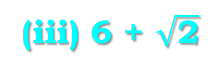 (iii) 6 + √2